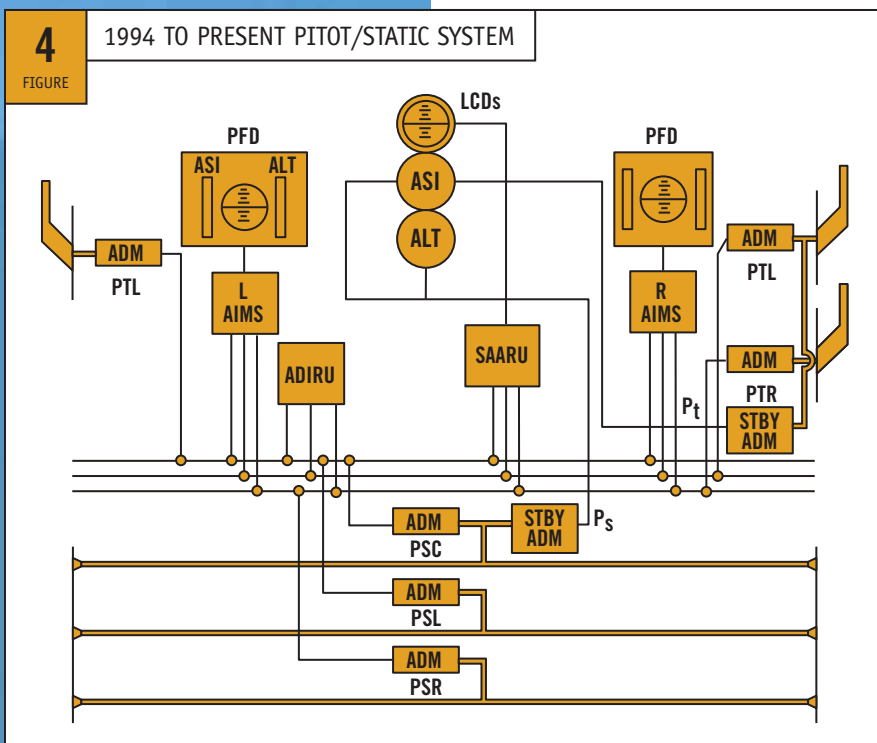 4
FIGURE
1994 TO PRESENT PITOT/STATIC SYSTEM
LCDs
PFD
PFD
ASI ALT
ASI
ADM
PTL
ALT
ADM
PTL
L
AIMS
R
AIMS
ADIRU
SAARU
ADM
PTR
Pt
STBY
ADM
ADM
PSC
STBY
ADM
Ps
ADM
PSL
ADM
PSR